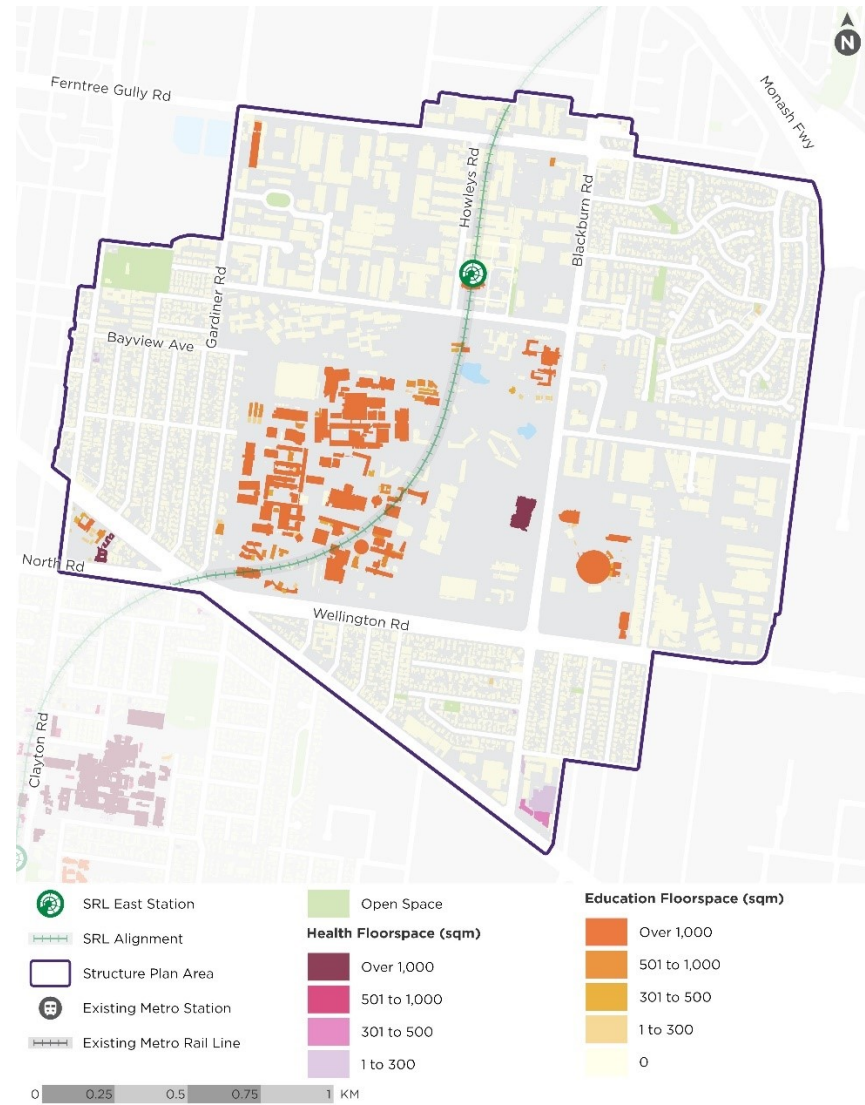 N
Ferntree Gully Rd
Monash Fwy
Howleys Rd
Blackburn Rd
Gardiner Rd
Bayview Ave
North Rd
Wellington Rd
Clayton Rd
SRL East Station
SRL Alignment
Structure Plan Area
Existing Metro Station
Existing Metro Rail Line
Open Space
Health Floorspace (sqm)
Over 1,000
501 to 1,000
301 to 500
1 to 300
Education Floorspace (sqm)
Over 1,000
501 to 1,000
301 to 500
1 to 300
0
0 0.25 0.5 0.75 1 KM